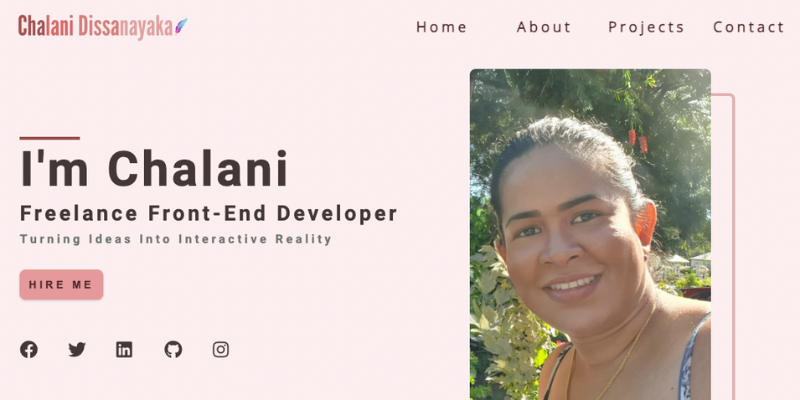 Chalani Dissanayaka
Home About Projects Contact
I'm Chalani
Freelance Front-End Developer
Turning Ideas Into Interactive Reality
HIRE ME